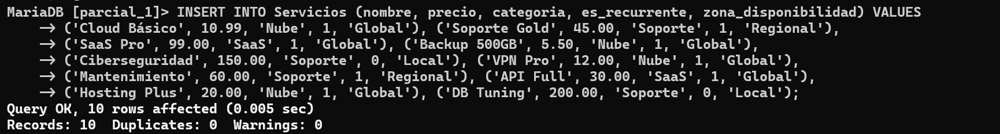 MariaDB [parcial_1]> INSERT INTO Servicios (nombre, precio, categoria, es_recurrente, zona_disponibilidad) VALUES
    -> ('Cloud Básico', 10.99, 'Nube', 1, 'Global'), ('Soporte Gold', 45.00, 'Soporte', 1, 'Regional'),
    -> ('SaaS Pro', 99.00, 'SaaS', 1, 'Global'), ('Backup 500GB', 5.50, 'Nube', 1, 'Global'),
    -> ('Ciberseguridad', 150.00, 'Soporte', 0, 'Local'), ('VPN Pro', 12.00, 'Nube', 1, 'Global'),
    -> ('Mantenimiento', 60.00, 'Soporte', 1, 'Regional'), ('API Full', 30.00, 'SaaS', 1, 'Global'),
    -> ('Hosting Plus', 20.00, 'Nube', 1, 'Global'), ('DB Tuning', 200.00, 'Soporte', 0, 'Local');
Query OK, 10 rows affected (0.005 sec)
Records: 10  Duplicates: 0  Warnings: 0